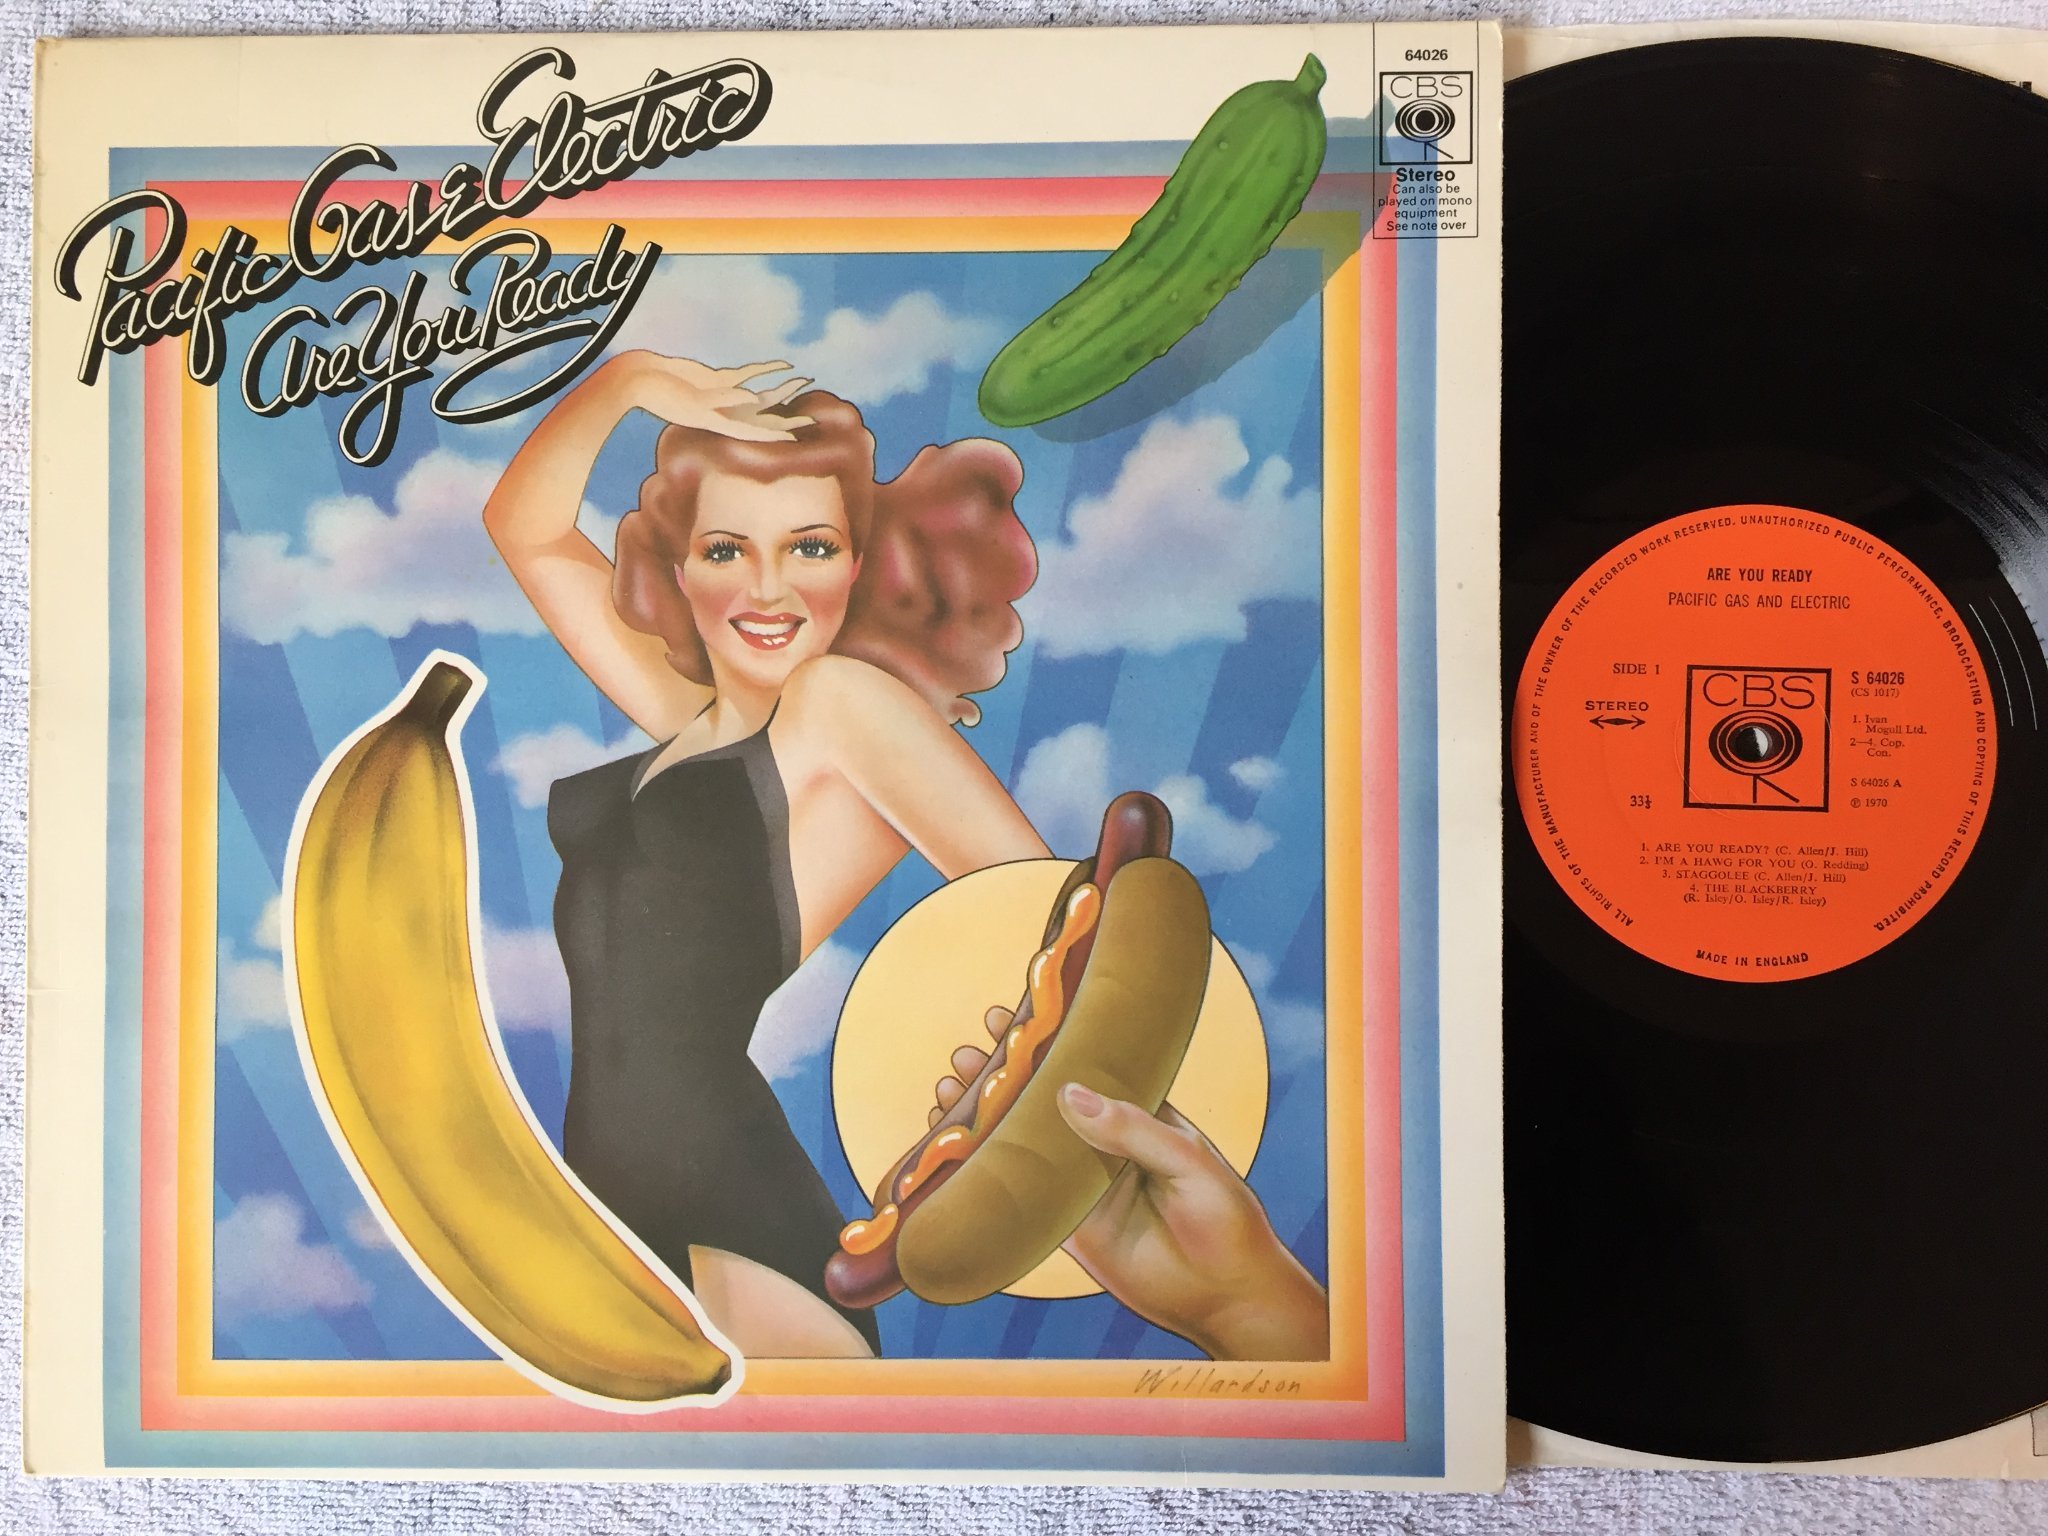 Pacific Gas & Electric
Are You Ready
64026
CBS
Stereo
Can also be
played on mono
equipment
See note over
Willardson
ALL RIGHTS OF THE MANUFACTURER AND OF THE OWNER OF THE RECORDED WORK RESERVED. UNAUTHORIZED PUBLIC PERFORMANCE, BROADCASTING AND COPYING OF THIS RECORD PROHIBITED.
ARE YOU READY
PACIFIC GAS AND ELECTRIC
SIDE 1
STEREO
33⅓
CBS
S 64026
(CS 1017)
1. Ivan
Mogull Ltd.
2—4. Cop.
Con.
S 64026 A
℗ 1970
1. ARE YOU READY? (C. Allen/J. Hill)
2. I'M A HAWG FOR YOU (O. Redding)
3. STAGGOLEE (C. Allen/J. Hill)
4. THE BLACKBERRY
(R. Isley/O. Isley/R. Isley)
MADE IN ENGLAND